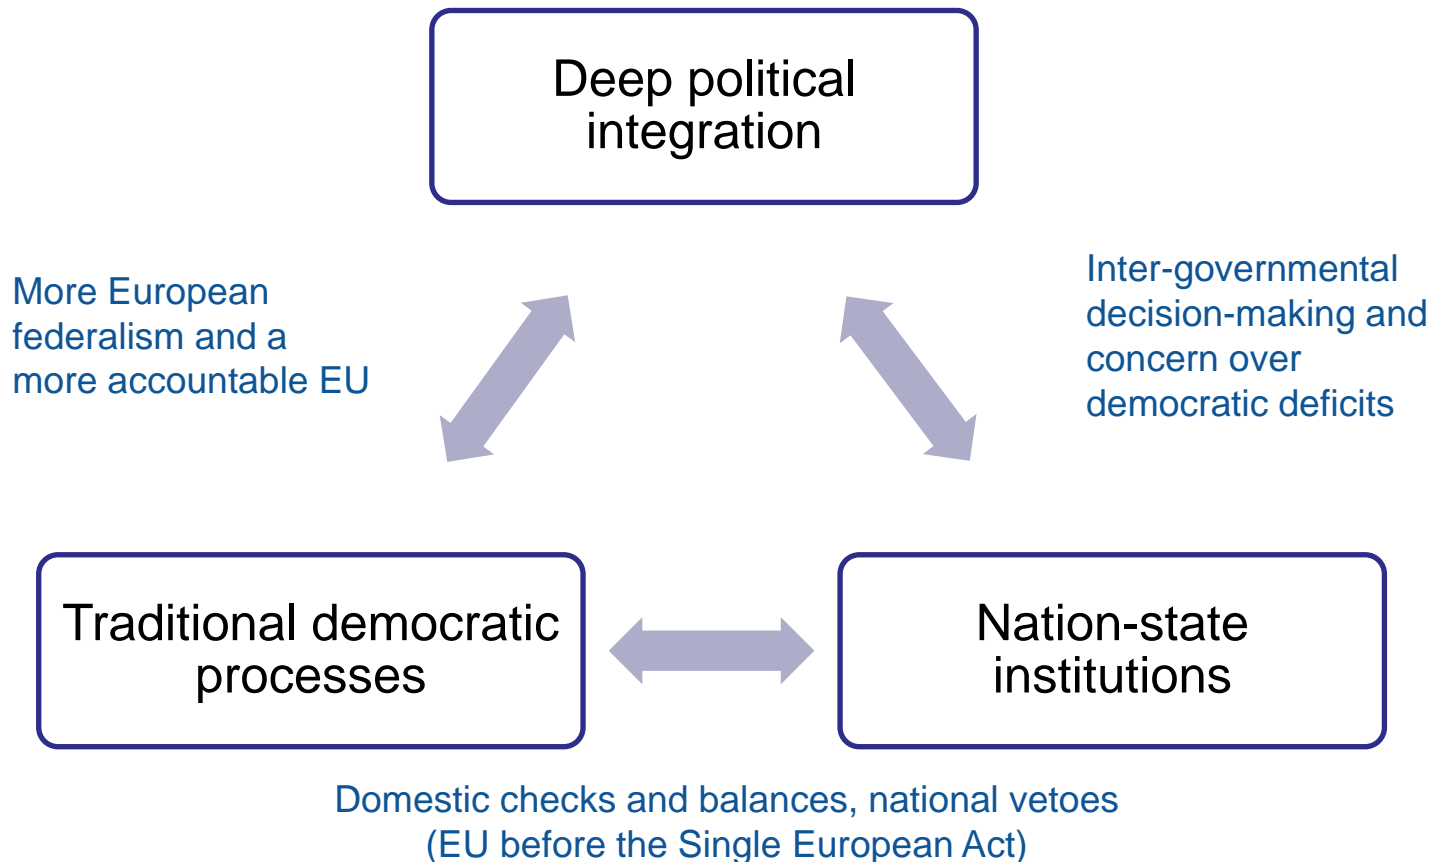 Deep political
integration
More European
federalism and a
more accountable EU
Inter-governmental
decision-making and
concern over
democratic deficits
Traditional democratic
processes
Nation-state
institutions
Domestic checks and balances, national vetoes
(EU before the Single European Act)